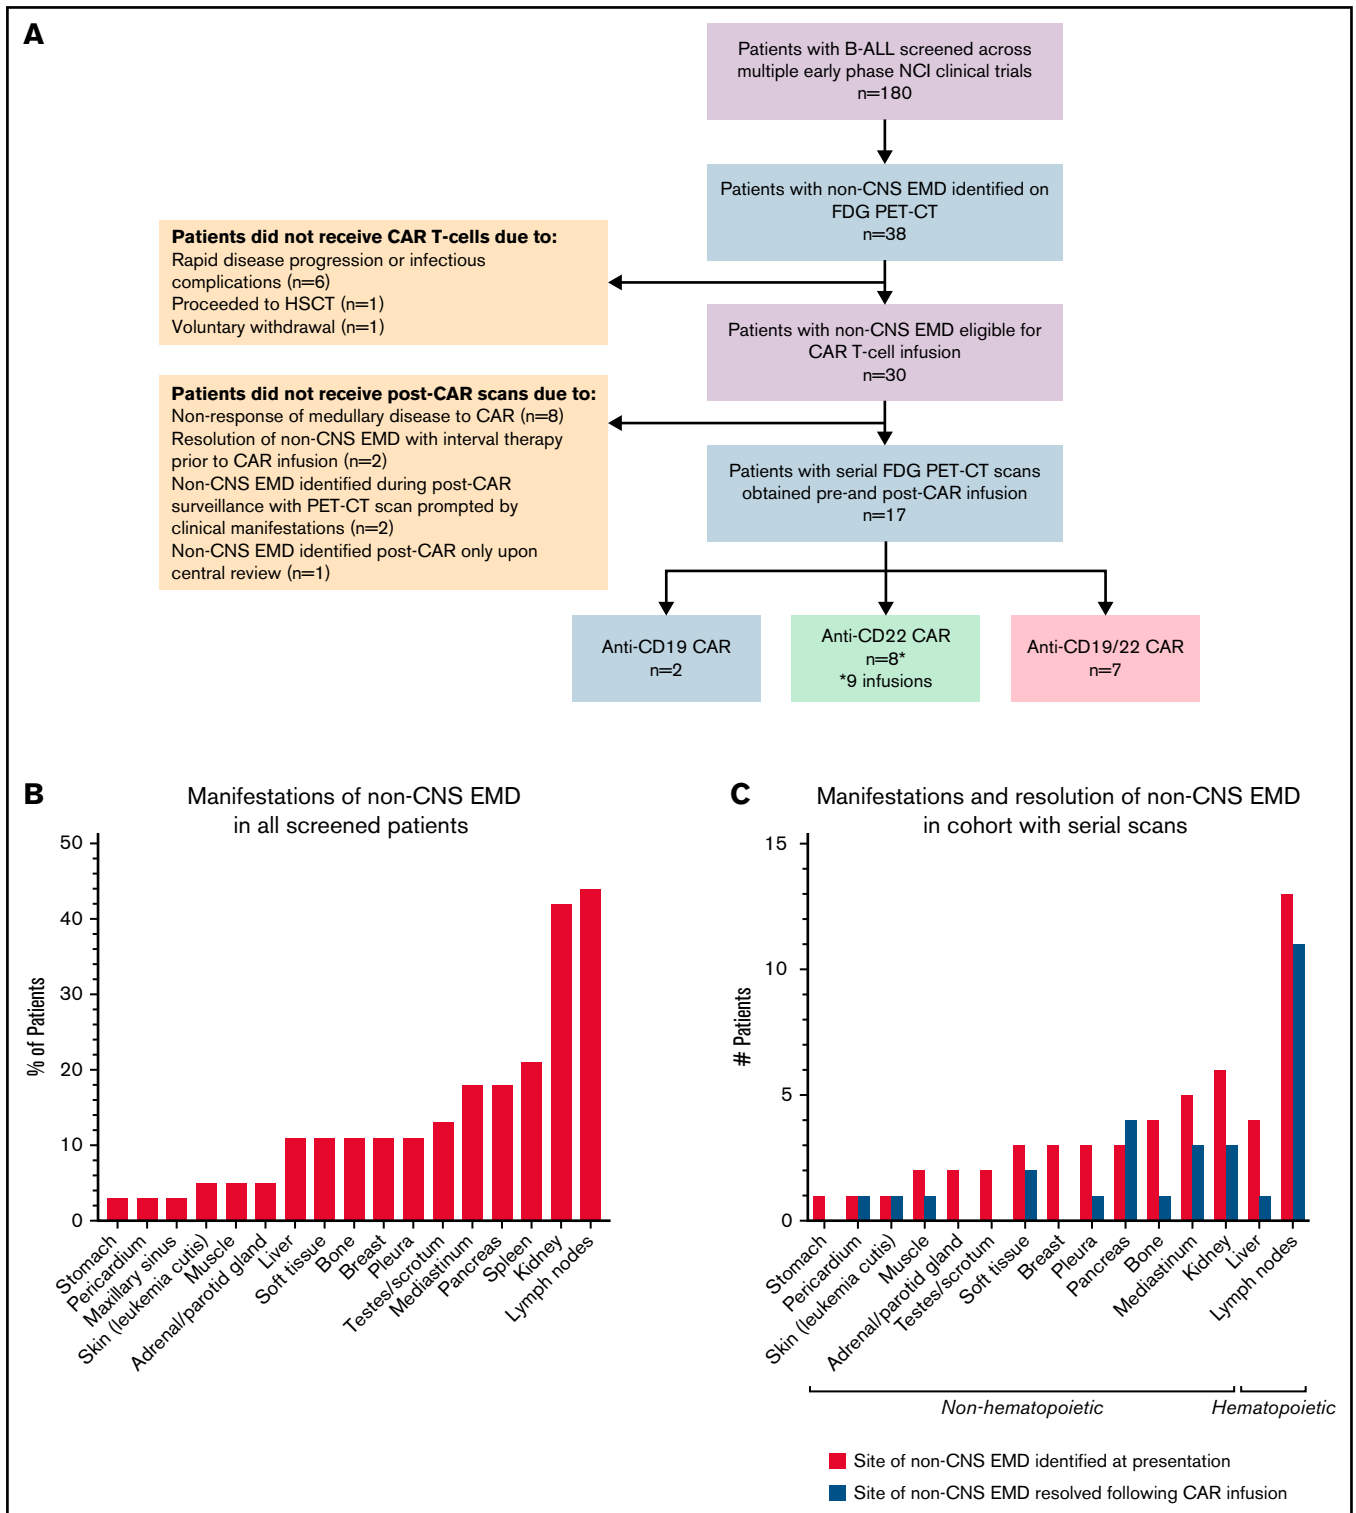 A
Patients with B-ALL screened across
multiple early phase NCI clinical trials
n=180
Patients with non-CNS EMD identified on
FDG PET-CT
n=38
Patients did not receive CAR T-cells due to:
Rapid disease progression or infectious
complications (n=6)
Proceeded to HSCT (n=1)
Voluntary withdrawal (n=1)
Patients with non-CNS EMD eligible for
CAR T-cell infusion
n=30
Patients did not receive post-CAR scans due to:
Non-response of medullary disease to CAR (n=8)
Resolution of non-CNS EMD with interval therapy
prior to CAR infusion (n=2)
Non-CNS EMD identified during post-CAR
surveillance with PET-CT scan prompted by
clinical manifestations (n=2)
Non-CNS EMD identified post-CAR only upon
central review (n=1)
Patients with serial FDG PET-CT scans
obtained pre-and post-CAR infusion
n=17
Anti-CD19 CAR
n=2
Anti-CD22 CAR
n=8*
*9 infusions
Anti-CD19/22 CAR
n=7
B
Manifestations of non-CNS EMD
in all screened patients
% of Patients
50
40
30
20
10
0
Stomach
Pericardium
Maxillary sinus
Skin (leukemia cutis)
Muscle
Adrenal/parotid gland
Liver
Soft tissue
Bone
Breast
Pleura
Testes/scrotum
Mediastinum
Pancreas
Spleen
Kidney
Lymph nodes
C
Manifestations and resolution of non-CNS EMD
in cohort with serial scans
# Patients
15
10
5
0
Stomach
Pericardium
Skin (leukemia cutis)
Muscle
Adrenal/parotid gland
Testes/scrotum
Soft tissue
Breast
Pleura
Pancreas
Bone
Mediastinum
Kidney
Liver
Lymph nodes
Non-hematopoietic
Hematopoietic
Site of non-CNS EMD identified at presentation
Site of non-CNS EMD resolved following CAR infusion